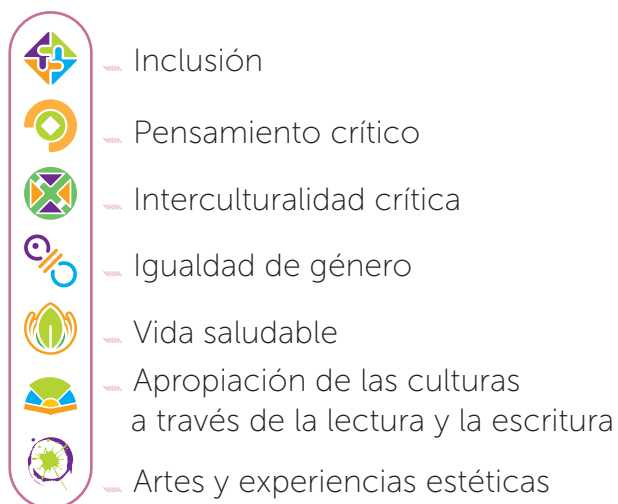 Inclusión
Pensamiento crítico
Interculturalidad crítica
Igualdad de género
Vida saludable
Apropiación de las culturas
a través de la lectura y la escritura
Artes y experiencias estéticas